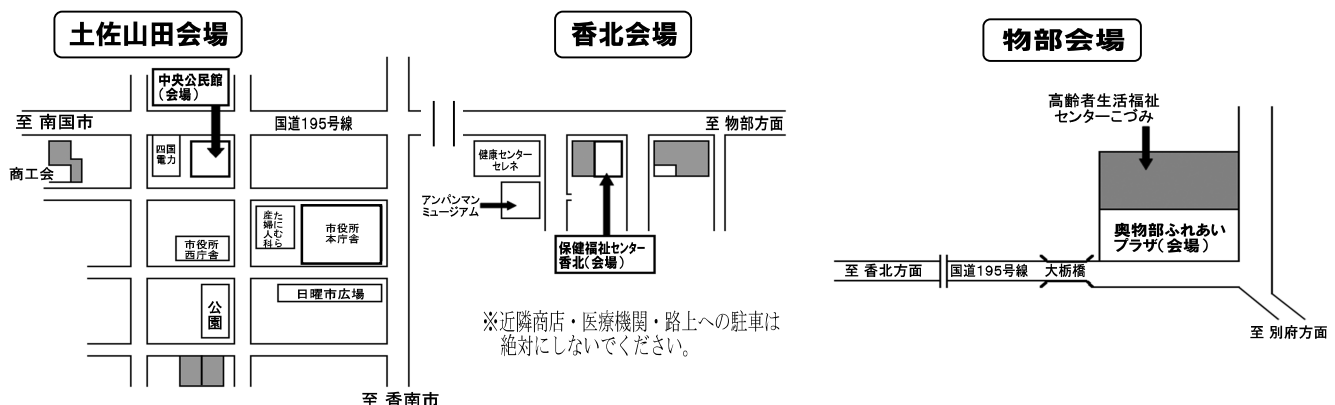 土佐山田会場
中央公民館
(会場)
至 南国市
国道195号線
四国
電力
商工会
たにむら
産婦人科
市役所
本庁舎
市役所
西庁舎
公園
日曜市広場
至 香南市
香北会場
至 物部方面
健康センター
セレネ
アンパンマン
ミュージアム
保健福祉センター
香北(会場)
※近隣商店・医療機関・路上への駐車は
絶対にしないでください。
物部会場
高齢者生活福祉
センターこづみ
奥物部ふれあい
プラザ(会場)
至 香北方面
国道195号線
大栃橋
至 別府方面